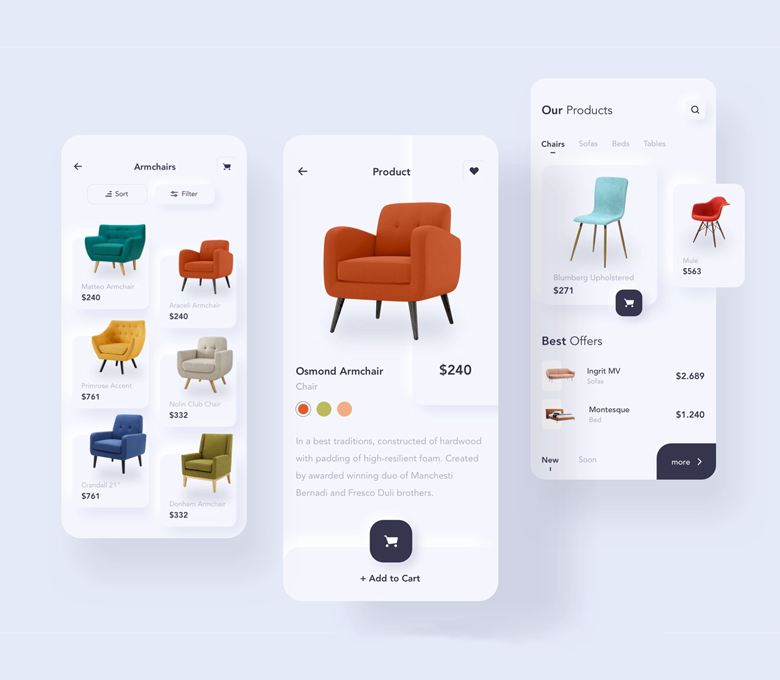 Armchairs
Sort
Filter
Matteo Armchair
$240
Araceli Armchair
$240
Primrose Accent
$761
Nolin Club Chair
$332
Crandall 21"
$761
Donham Armchair
$332
Product
Osmond Armchair
$240
Chair
In a best traditions, constructed of hardwood
with padding of high-resilient foam. Created
by awarded winning duo of Manchesti
Bernadi and Fresco Duli brothers.
+ Add to Cart
Our Products
Chairs Sofas Beds Tables
Blumberg Upholstered
$271
Mule
$563
Best Offers
Ingrit MV
Sofas
$2.689
Montesque
Bed
$1.240
New Soon
more